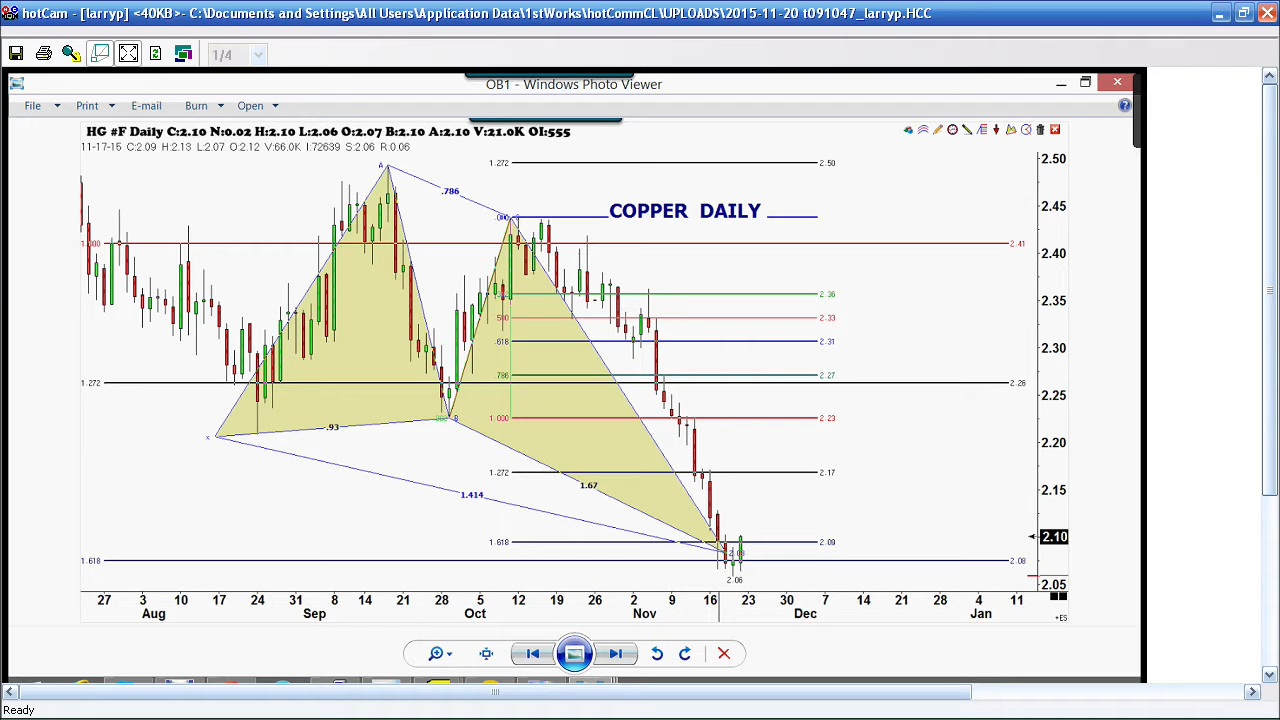 hotCam - [larryp] <40KB>- C:\Documents and Settings\All Users\Application Data\1stWorks\hotCommCL\UPLOADS\2015-11-20 t091047_larryp.HCC
1/4
OB1 - Windows Photo Viewer
File Print E-mail Burn Open
HG #F Daily C:2.10 N:0.02 H:2.10 L:2.06 O:2.07 B:2.10 A:2.10 V:21.0K OI:555
11-17-15 C:2.09 H:2.13 L:2.07 O:2.12 V:66.0K I:72639 S:2.06 R:0.06
1.272 2.50
2.50
A
.786
COPPER DAILY
2.45
1.000 2.41
2.40
2.36
2.35
.500 2.33
.618 2.31
2.30
.786 2.27
1.272 2.26
2.25
1.000 2.23
B
.93
X
2.20
1.272 2.17
1.67
2.15
1.414
2.10
1.618 2.09
1.618 2.08
2.06
2.05
27 3 10 17 24 31 8 14 21 28 5 12 19 26 2 9 16 23 30 7 14 21 28 4 11
Aug Sep Oct Nov Dec Jan
+ES
Ready